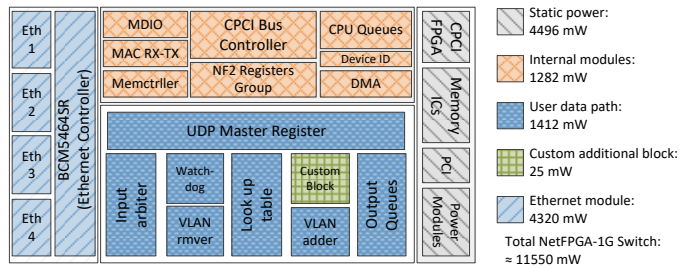 Eth
1
Eth
2
Eth
3
Eth
4
BCM5464SR
(Ethernet Controller)
MDIO
MAC RX-TX
Memctrller
CPCI Bus
Controller
NF2 Registers
Group
CPU Queues
Device ID
DMA
UDP Master Register
Input
arbiter
Watch-
dog
VLAN
rmver
Look up
table
Custom
Block
VLAN
adder
Output
Queues
CPCI
FPGA
Memory
ICs
PCI
Power
Modules
Static power:
4496 mW
Internal modules:
1282 mW
User data path:
1412 mW
Custom additional block:
25 mW
Ethernet module:
4320 mW
Total NetFPGA-1G Switch:
≈ 11550 mW